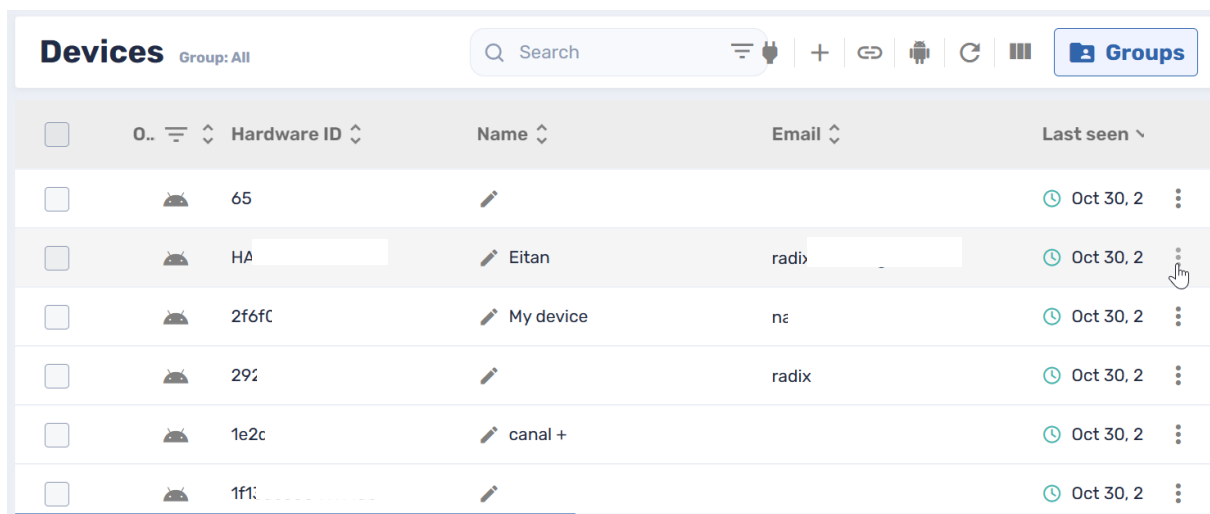 Devices Group: All Search Groups
O.. Hardware ID Name Email Last seen
65 Oct 30, 2
HA Eitan radix Oct 30, 2
2f6f0 My device na Oct 30, 2
292 radix Oct 30, 2
1e2c canal + Oct 30, 2
1f13 Oct 30, 2